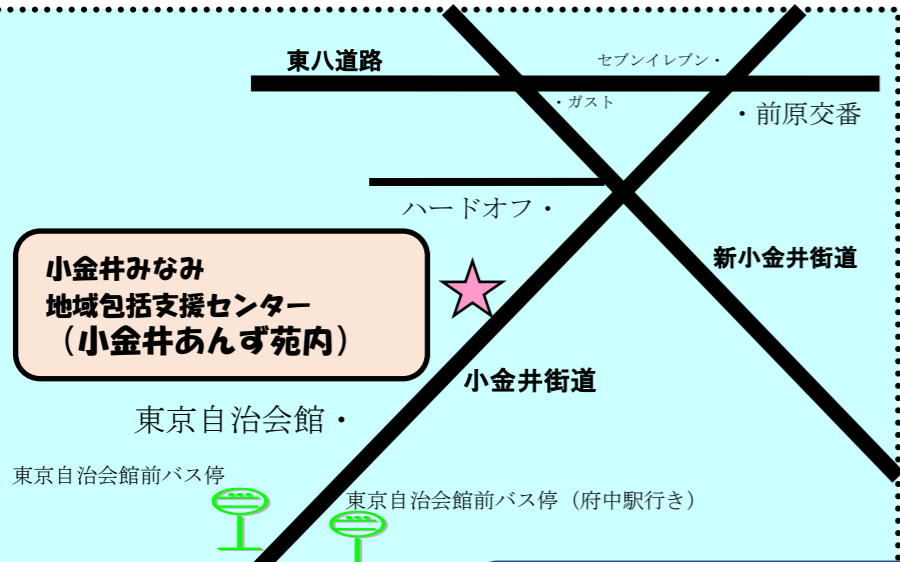 東八道路
セブンイレブン・
・ガスト
・前原交番
ハードオフ・
新小金井街道
小金井みなみ
地域包括支援センター
（小金井あんず苑内）
小金井街道
東京自治会館・
東京自治会館前バス停
東京自治会館前バス停（府中駅行き）